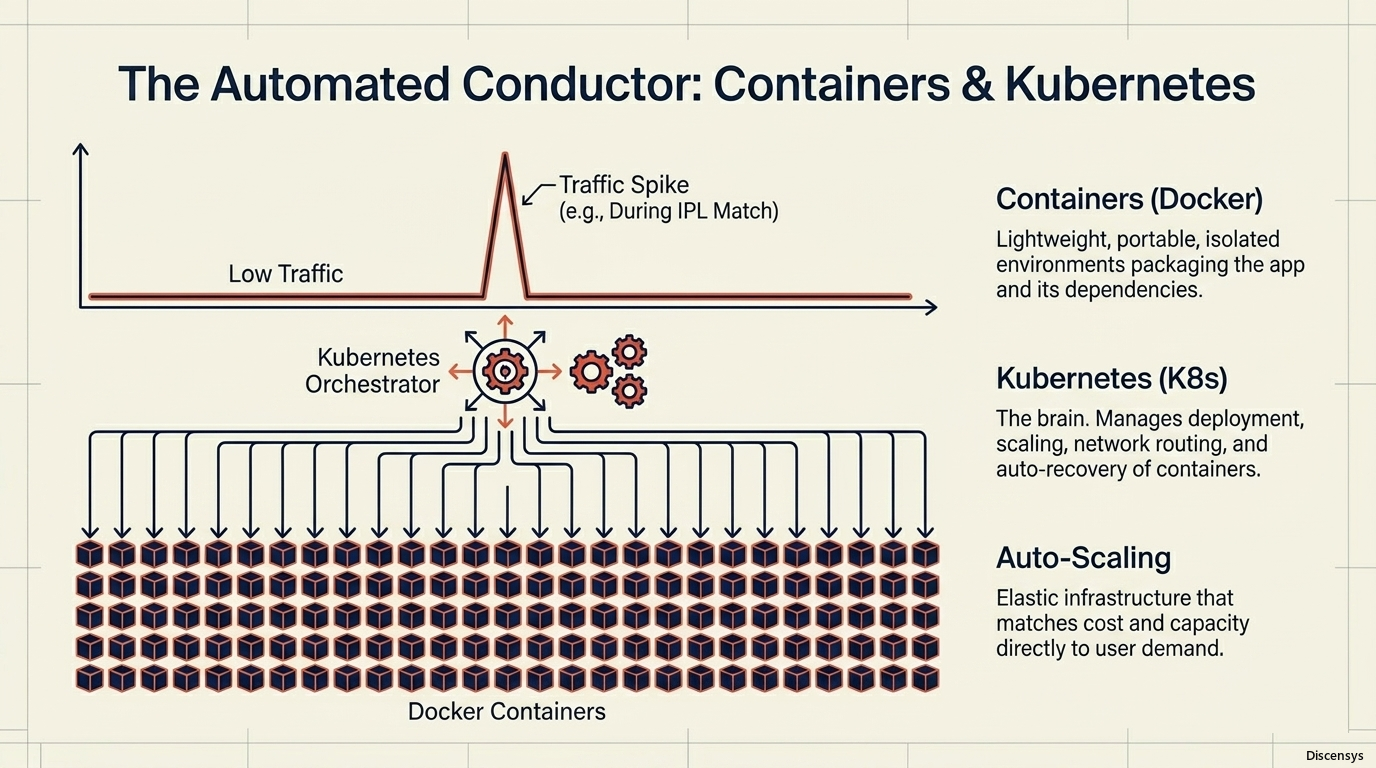 The Automated Conductor: Containers & Kubernetes
Traffic Spike
(e.g., During IPL Match)
Low Traffic
Kubernetes
Orchestrator
Docker Containers
Containers (Docker)
Lightweight, portable, isolated
environments packaging the app
and its dependencies.
Kubernetes (K8s)
The brain. Manages deployment,
scaling, network routing, and
auto-recovery of containers.
Auto-Scaling
Elastic infrastructure that
matches cost and capacity
directly to user demand.
Discensys